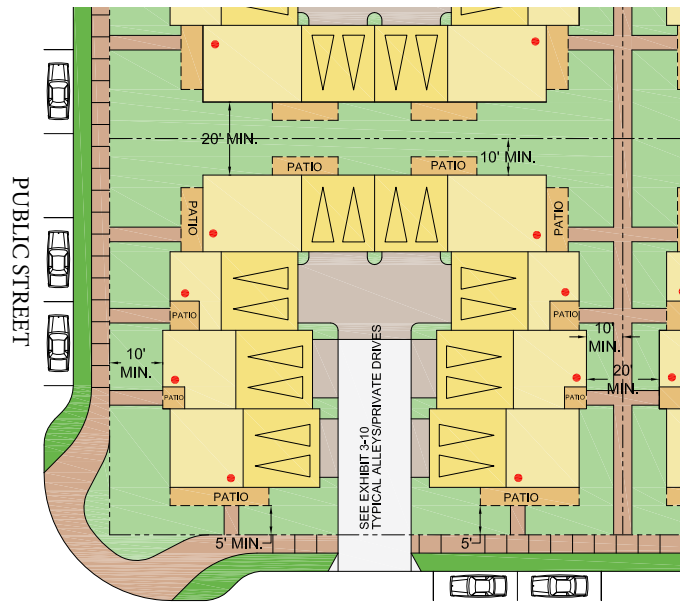 20' MIN.
10' MIN.
PATIO
PATIO
PATIO
PATIO
PUBLIC STREET
PATIO
PATIO
10'
MIN.
10'
MIN.
20'
MIN.
PATIO
PATIO
SEE EXHIBIT 3-10
TYPICAL ALLEYS/PRIVATE DRIVES
PATIO
PATIO
5' MIN.
5'